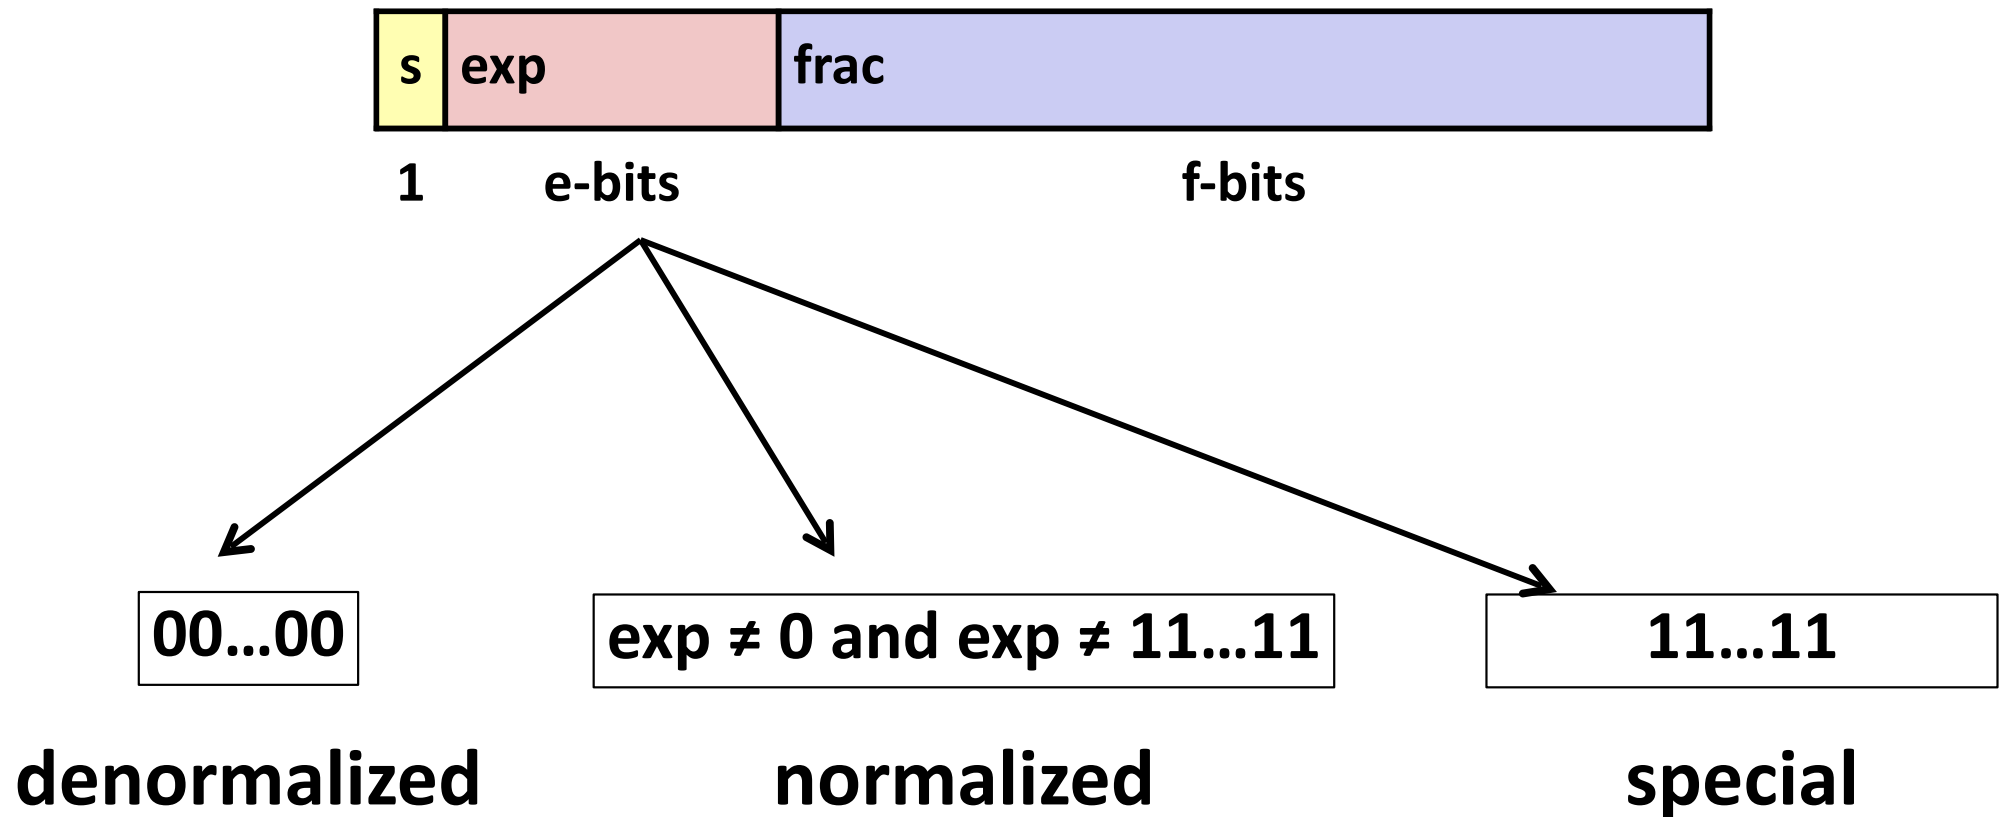 s exp frac
1 e-bits f-bits
00…00 exp ≠ 0 and exp ≠ 11…11 11…11
denormalized normalized special